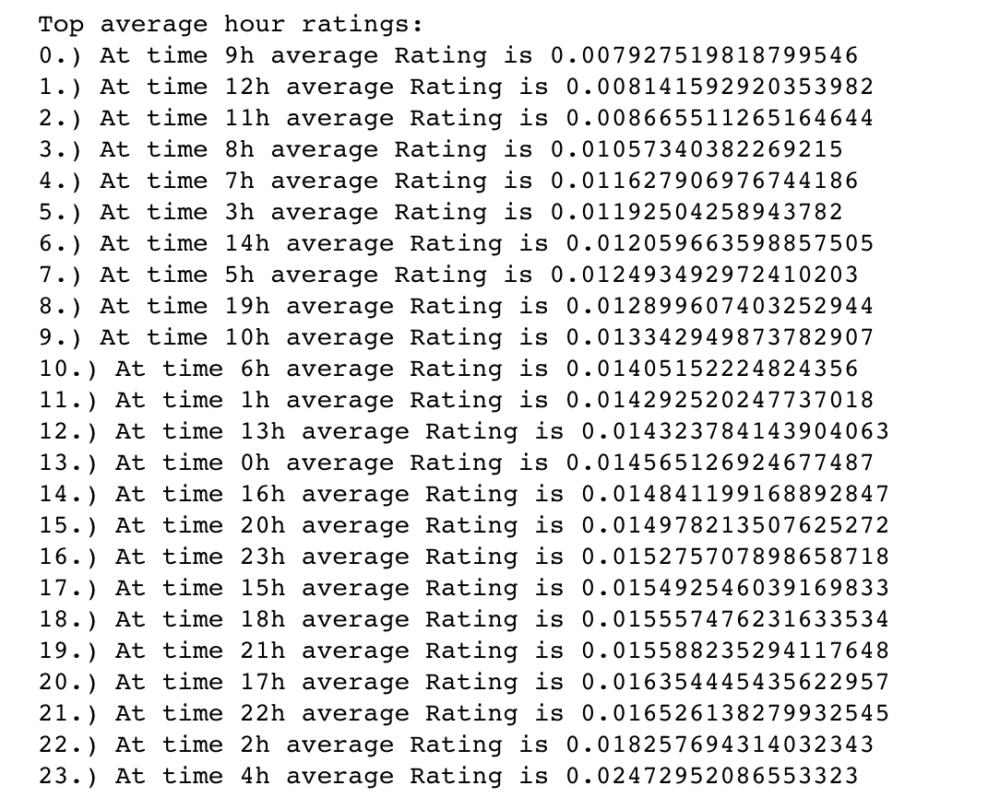 Top average hour ratings:
0.) At time 9h average Rating is 0.007927519818799546
1.) At time 12h average Rating is 0.008141592920353982
2.) At time 11h average Rating is 0.008665511265164644
3.) At time 8h average Rating is 0.01057340382269215
4.) At time 7h average Rating is 0.011627906976744186
5.) At time 3h average Rating is 0.01192504258943782
6.) At time 14h average Rating is 0.012059663598857505
7.) At time 5h average Rating is 0.012493492972410203
8.) At time 19h average Rating is 0.012899607403252944
9.) At time 10h average Rating is 0.013342949873782907
10.) At time 6h average Rating is 0.01405152224824356
11.) At time 1h average Rating is 0.014292520247737018
12.) At time 13h average Rating is 0.014323784143904063
13.) At time 0h average Rating is 0.014565126924677487
14.) At time 16h average Rating is 0.014841199168892847
15.) At time 20h average Rating is 0.014978213507625272
16.) At time 23h average Rating is 0.015275707898658718
17.) At time 15h average Rating is 0.015492546039169833
18.) At time 18h average Rating is 0.015557476231633534
19.) At time 21h average Rating is 0.015588235294117648
20.) At time 17h average Rating is 0.016354445435622957
21.) At time 22h average Rating is 0.016526138279932545
22.) At time 2h average Rating is 0.018257694314032343
23.) At time 4h average Rating is 0.02472952086553323